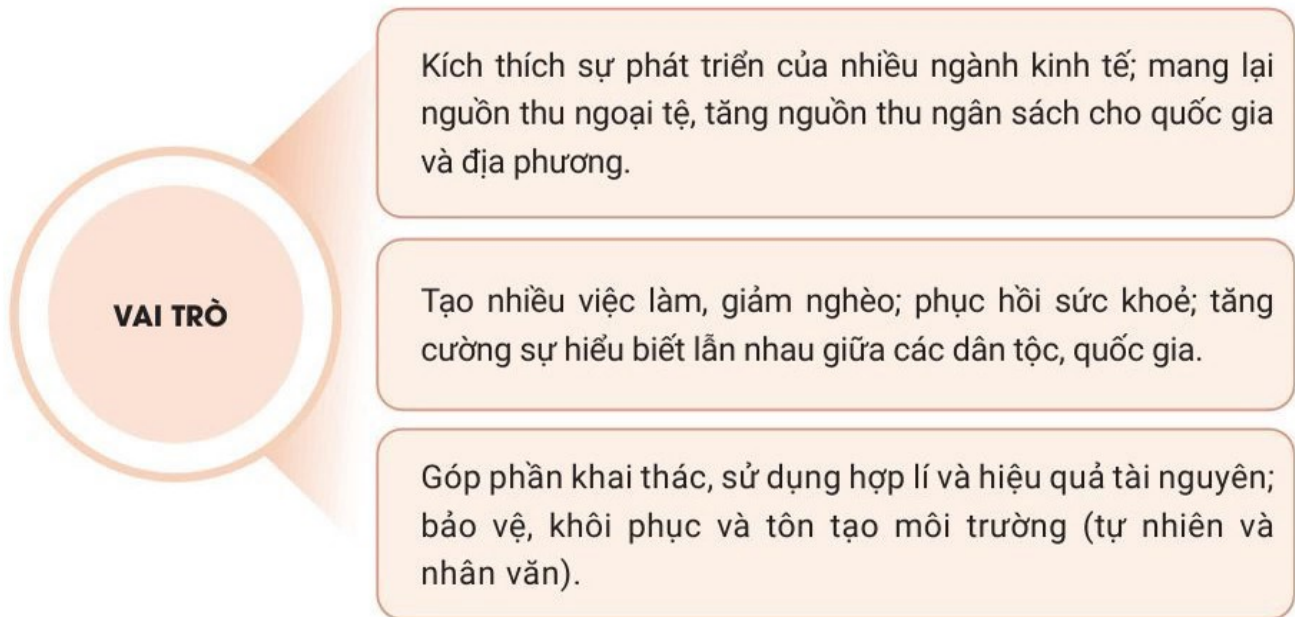 Kích thích sự phát triển của nhiều ngành kinh tế; mang lại
nguồn thu ngoại tệ, tăng nguồn thu ngân sách cho quốc gia
và địa phương.
VAI TRÒ
Tạo nhiều việc làm, giảm nghèo; phục hồi sức khoẻ; tăng
cường sự hiểu biết lẫn nhau giữa các dân tộc, quốc gia.
Góp phần khai thác, sử dụng hợp lí và hiệu quả tài nguyên;
bảo vệ, khôi phục và tôn tạo môi trường (tự nhiên và
nhân văn).